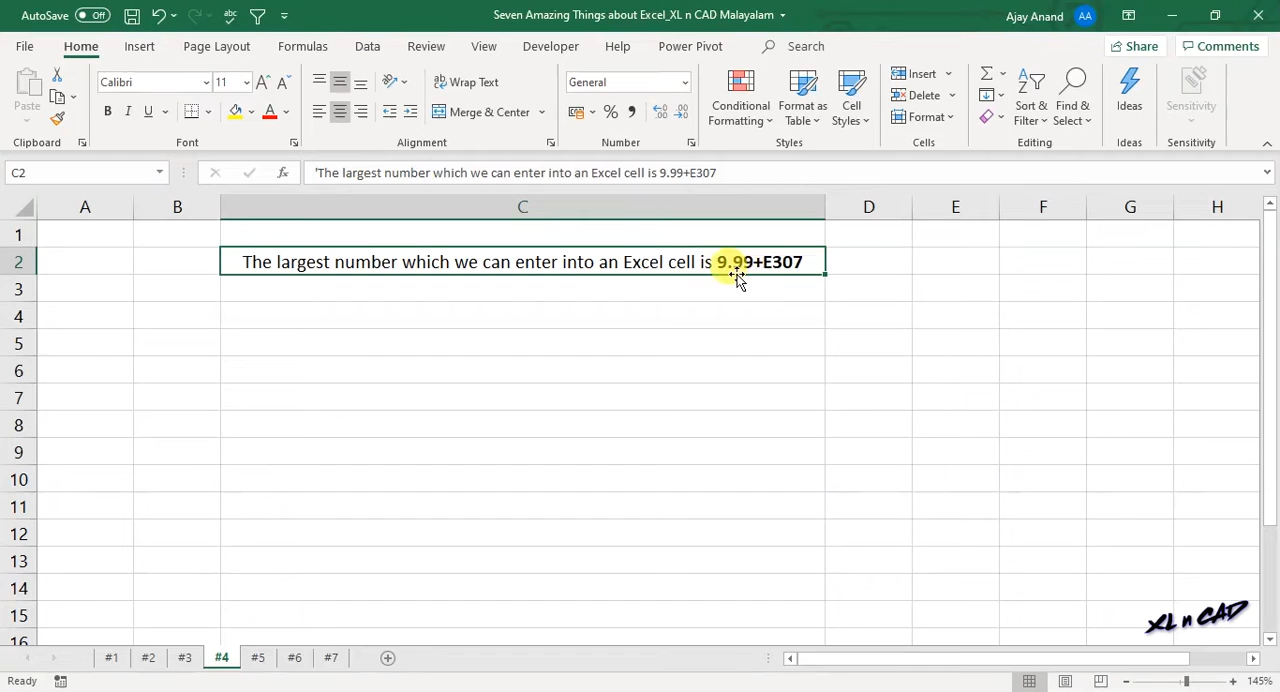 AutoSave Off
Seven Amazing Things about Excel_XL n CAD Malayalam
Ajay Anand AA
File Home Insert Page Layout Formulas Data Review View Developer Help Power Pivot Search Share Comments
Paste
Clipboard
Calibri 11
B I U
Font
Wrap Text
Merge & Center
Alignment
General
Number
Conditional Formatting
Format as Table
Cell Styles
Styles
Insert
Delete
Format
Cells
Sort & Filter
Find & Select
Editing
Ideas
Ideas
Sensitivity
Sensitivity
C2 fx 'The largest number which we can enter into an Excel cell is 9.99+E307
A B C D E F G H
1
2 The largest number which we can enter into an Excel cell is 9.99+E307
3
4
5
6
7
8
9
10
11
12
13
14
15
16
XL n CAD
#1 #2 #3 #4 #5 #6 #7
Ready 145%